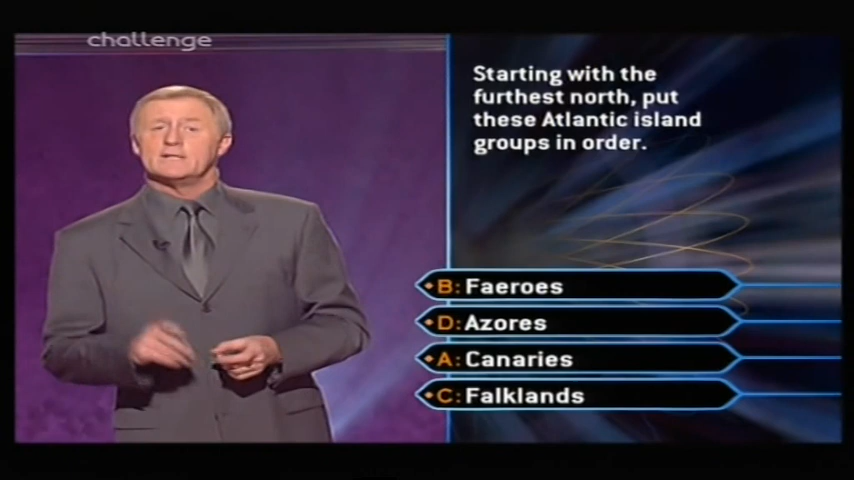 challenge
Starting with the
furthest north, put
these Atlantic island
groups in order.
B: Faeroes
D: Azores
A: Canaries
C: Falklands